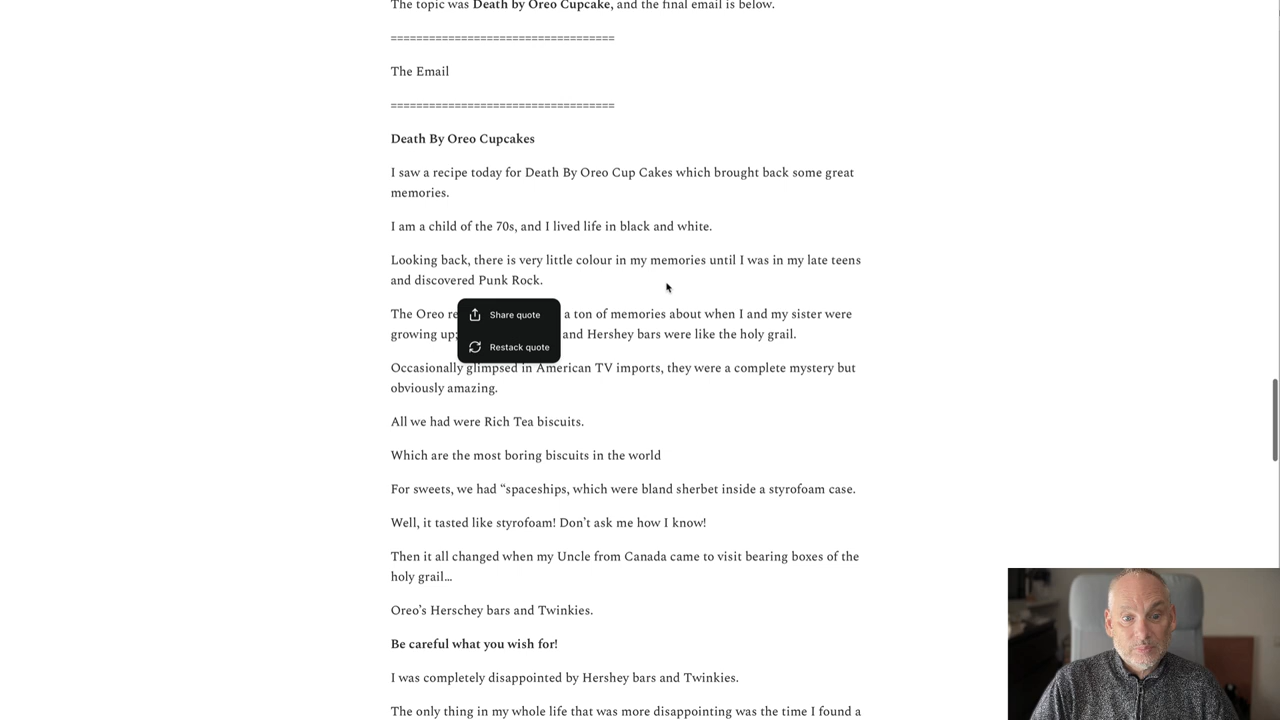 The topic was Death by Oreo Cupcake, and the final email is below.
===================================
The Email
===================================
Death By Oreo Cupcakes
I saw a recipe today for Death By Oreo Cup Cakes which brought back some great
memories.
I am a child of the 70s, and I lived life in black and white.
Looking back, there is very little colour in my memories until I was in my late teens
and discovered Punk Rock.
The Oreo re a ton of memories about when I and my sister were
growing up; and Hershey bars were like the holy grail.
Share quote
Restack quote
Occasionally glimpsed in American TV imports, they were a complete mystery but
obviously amazing.
All we had were Rich Tea biscuits.
Which are the most boring biscuits in the world
For sweets, we had “spaceships, which were bland sherbet inside a styrofoam case.
Well, it tasted like styrofoam! Don’t ask me how I know!
Then it all changed when my Uncle from Canada came to visit bearing boxes of the
holy grail…
Oreo’s Herschey bars and Twinkies.
Be careful what you wish for!
I was completely disappointed by Hershey bars and Twinkies.
The only thing in my whole life that was more disappointing was the time I found a